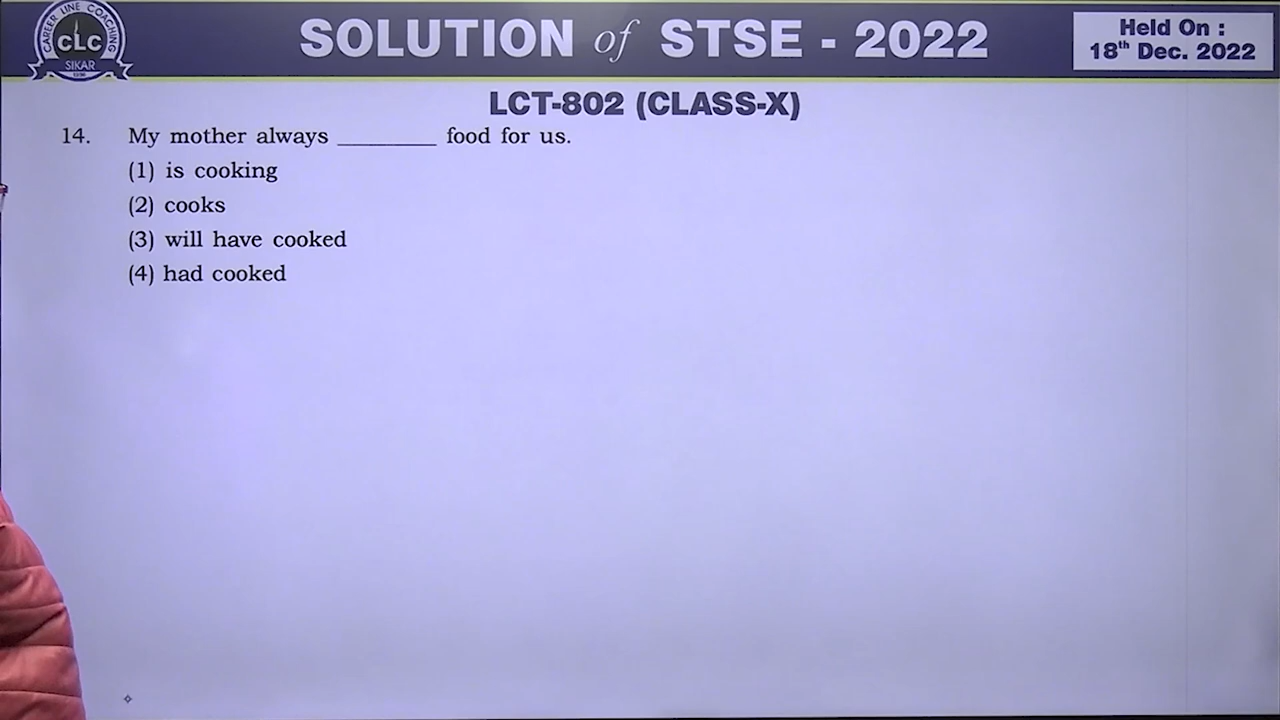 CAREER LINE COACHING
CLC
SIKAR
SOLUTION of STSE - 2022
Held On :
18th Dec. 2022
LCT-802 (CLASS-X)
14. My mother always ________ food for us.
(1) is cooking
(2) cooks
(3) will have cooked
(4) had cooked